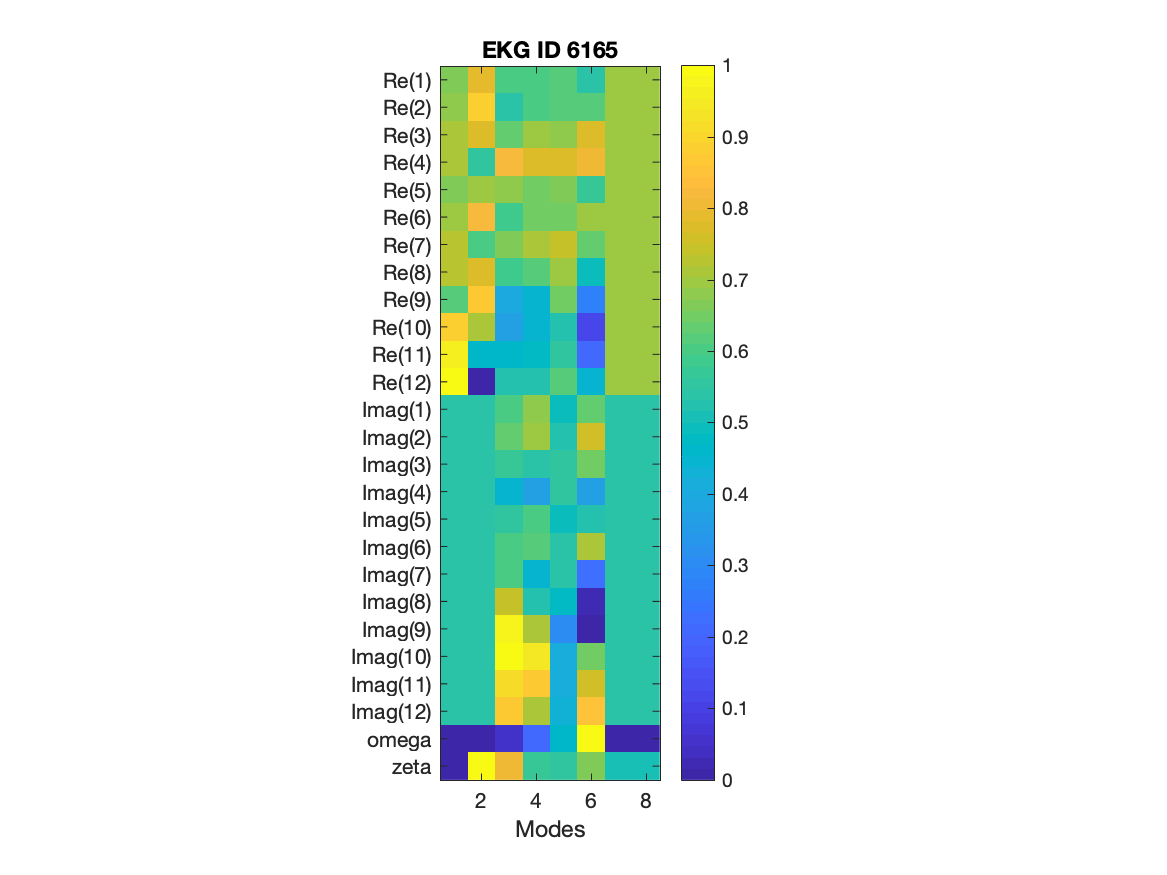 EKG ID 6165
Re(1)
Re(2)
Re(3)
Re(4)
Re(5)
Re(6)
Re(7)
Re(8)
Re(9)
Re(10)
Re(11)
Re(12)
Imag(1)
Imag(2)
Imag(3)
Imag(4)
Imag(5)
Imag(6)
Imag(7)
Imag(8)
Imag(9)
Imag(10)
Imag(11)
Imag(12)
omega
zeta
2 4 6 8
Modes
1
0.9
0.8
0.7
0.6
0.5
0.4
0.3
0.2
0.1
0